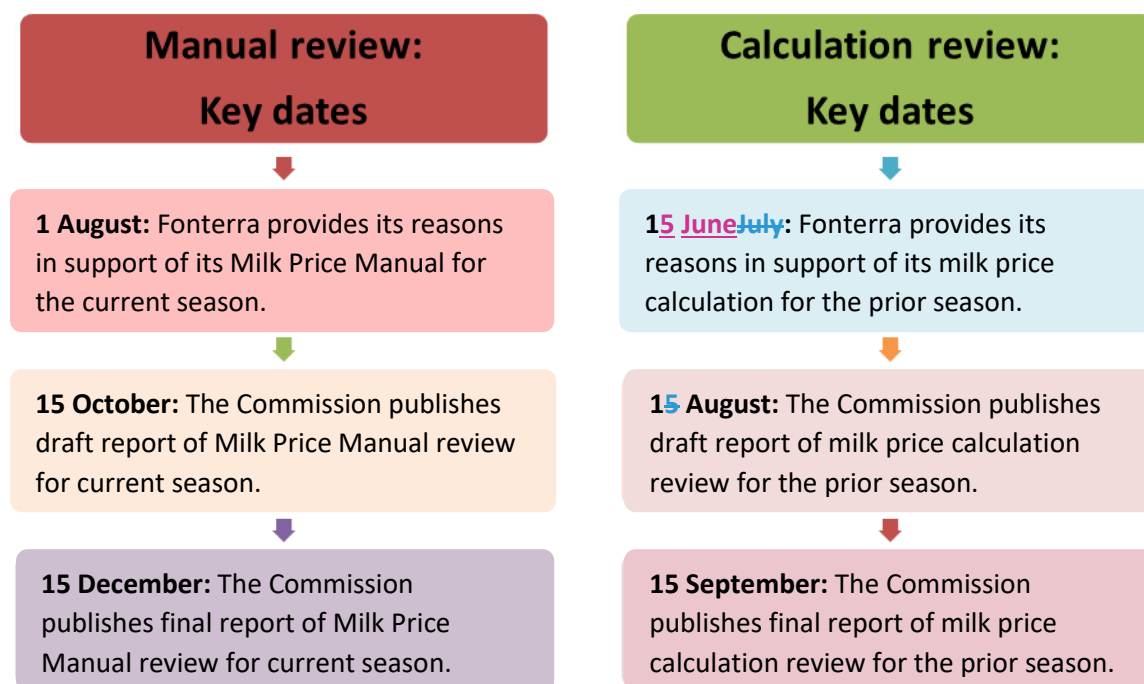 Manual review:
Key dates
1 August: Fonterra provides its reasons
in support of its Milk Price Manual for
the current season.
15 October: The Commission publishes
draft report of Milk Price Manual review
for current season.
15 December: The Commission
publishes final report of Milk Price
Manual review for current season.
Calculation review:
Key dates
15 JuneJuly: Fonterra provides its
reasons in support of its milk price
calculation for the prior season.
15 August: The Commission publishes
draft report of milk price calculation
review for the prior season.
15 September: The Commission
publishes final report of milk price
calculation review for the prior season.